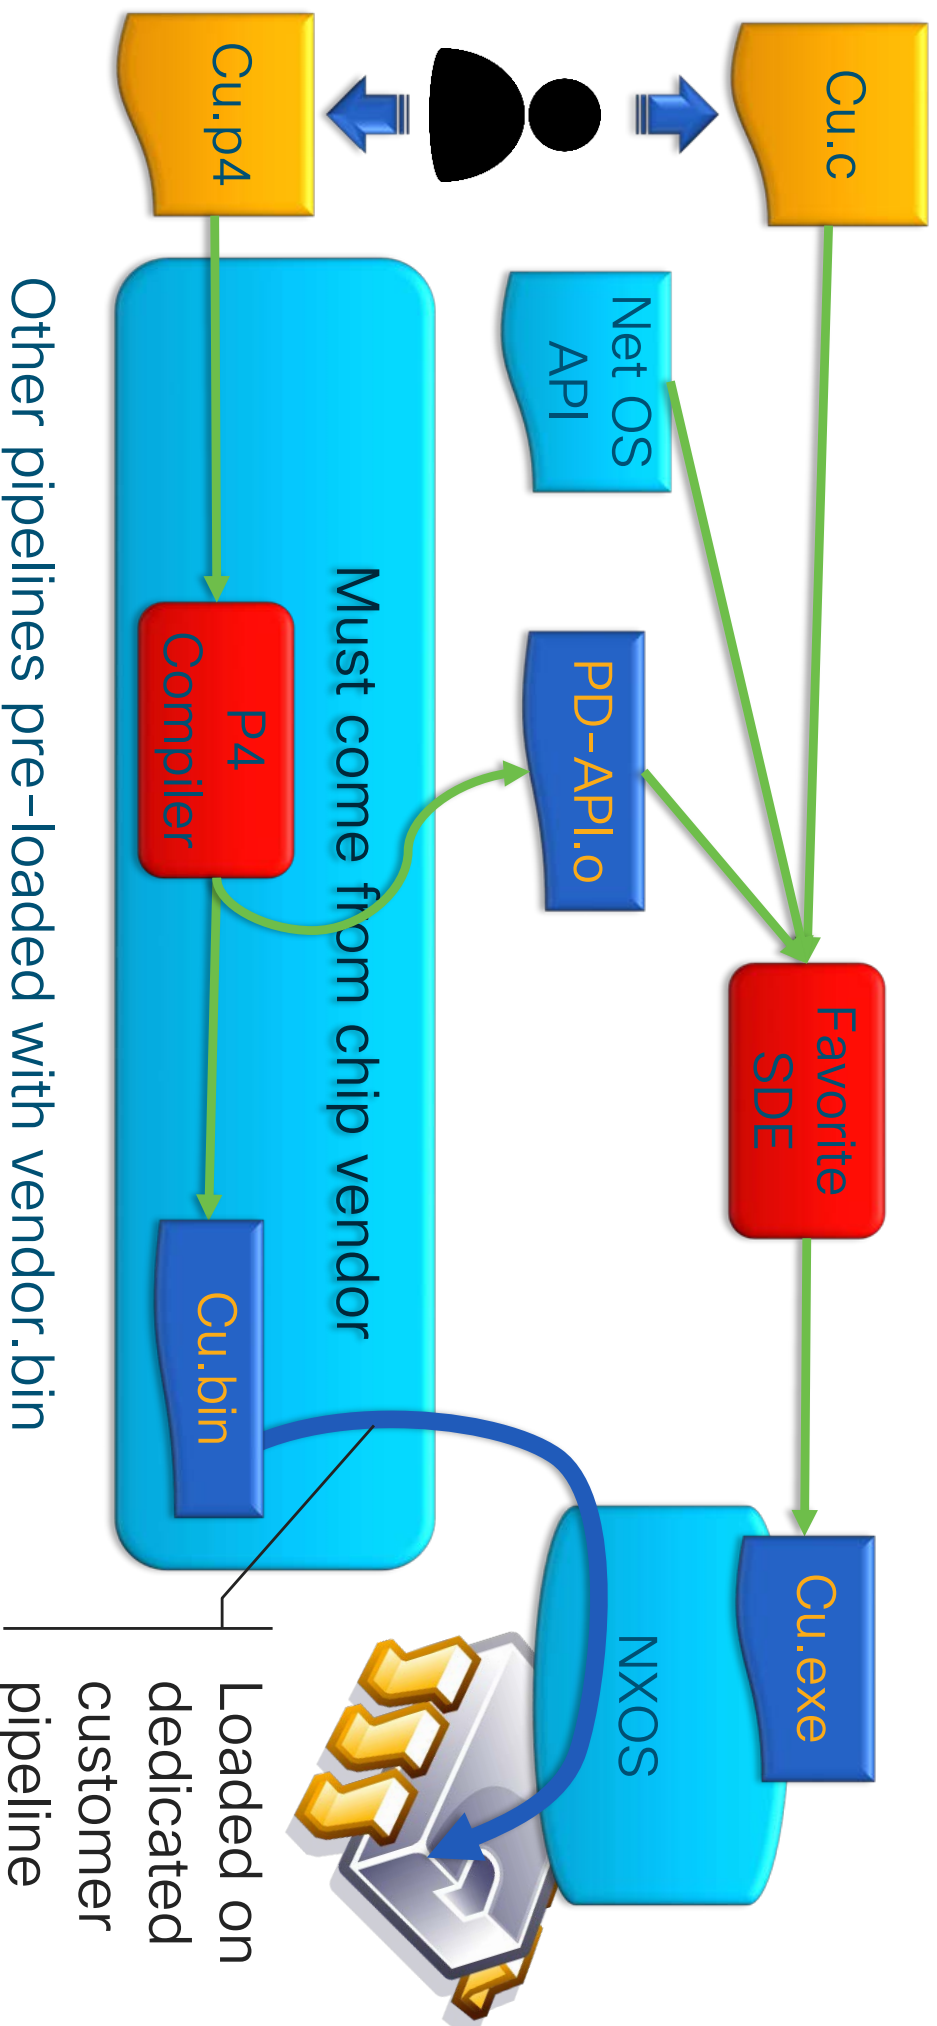 Cu.c
Favorite
SDE
Cu.exe
Net OS
API
PD-API.o
NXOS
Must come from chip vendor
Cu.p4
P4
Compiler
Cu.bin
Loaded on
dedicated
customer
pipeline
Other pipelines pre-loaded with vendor.bin